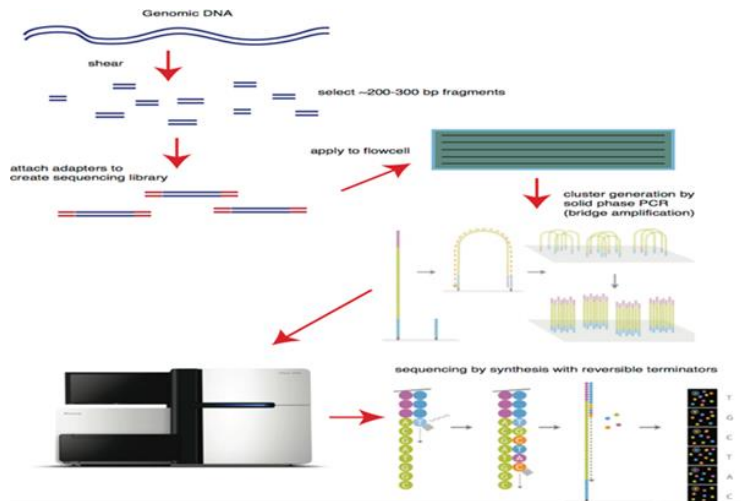 Genomic DNA
shear
select ~200-300 bp fragments
attach adapters to
create sequencing library
apply to flowcell
cluster generation by
solid phase PCR
(bridge amplification)
sequencing by synthesis with reversible terminators
T
G
C
T
A
C